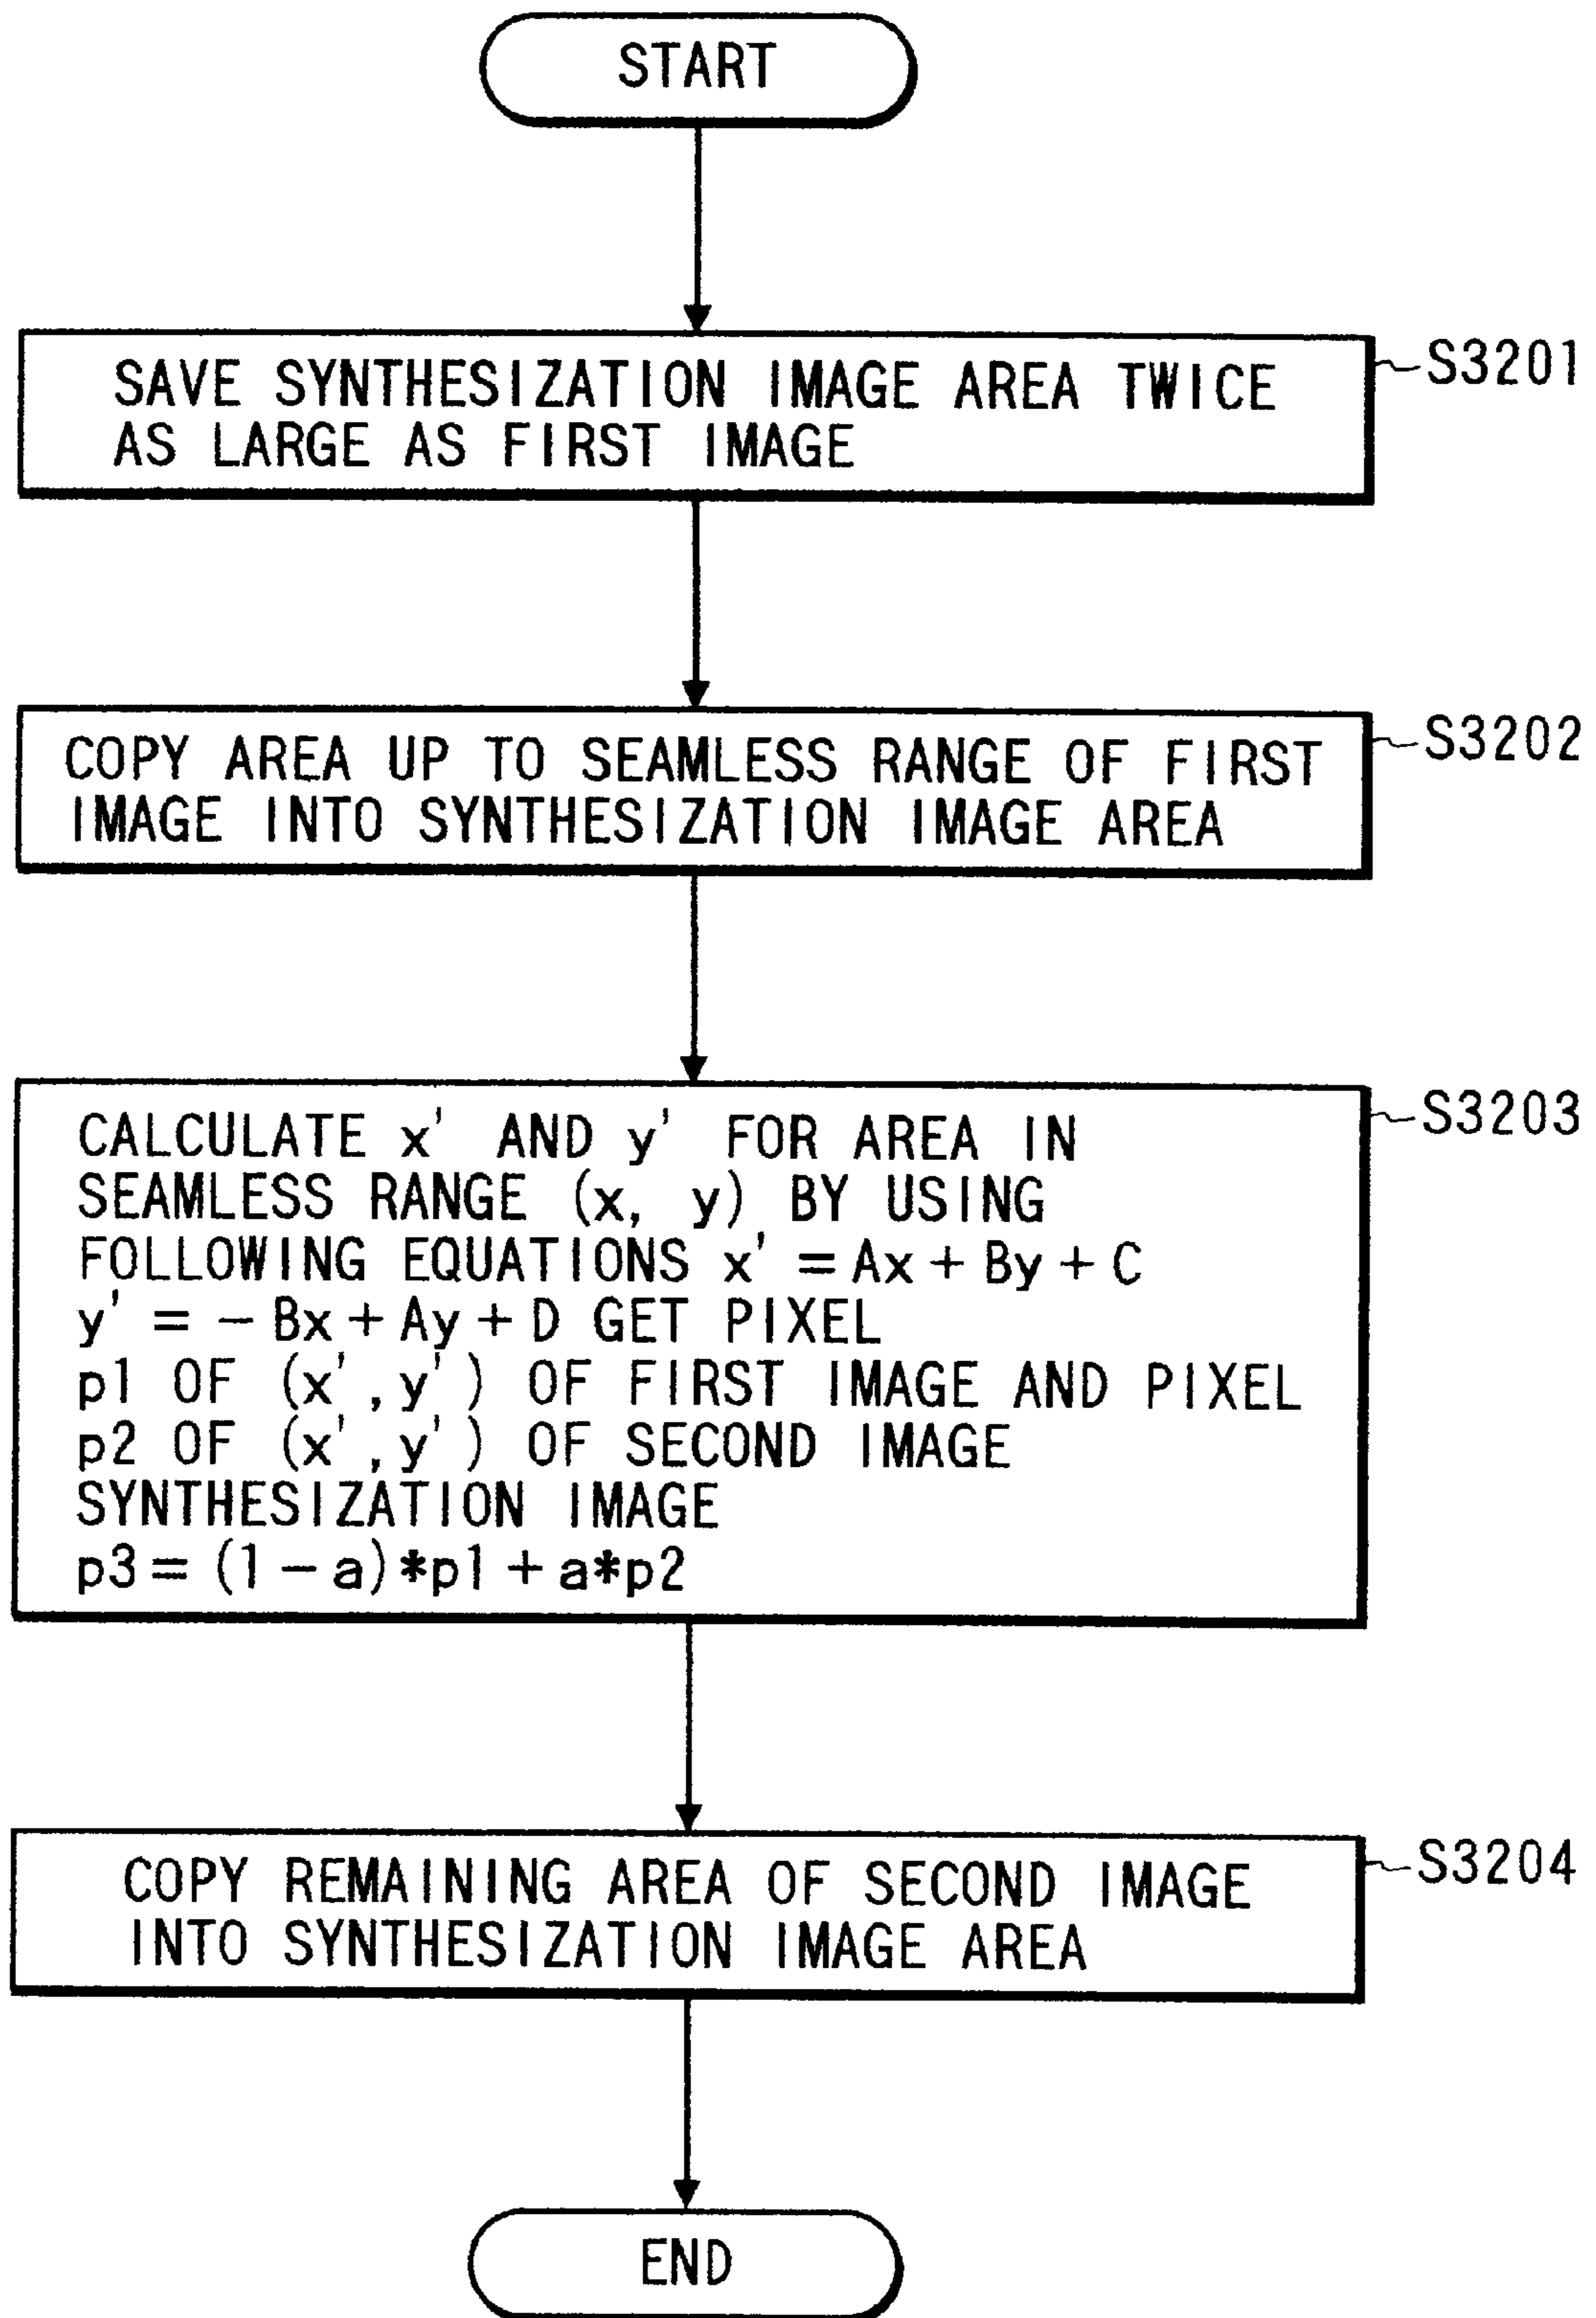 START
SAVE SYNTHESIZATION IMAGE AREA TWICE
AS LARGE AS FIRST IMAGE
S3201
COPY AREA UP TO SEAMLESS RANGE OF FIRST
IMAGE INTO SYNTHESIZATION IMAGE AREA
S3202
CALCULATE x' AND y' FOR AREA IN
SEAMLESS RANGE (x, y) BY USING
FOLLOWING EQUATIONS x' = Ax + By + C
y' = - Bx + Ay + D GET PIXEL
p1 OF (x', y') OF FIRST IMAGE AND PIXEL
p2 OF (x', y') OF SECOND IMAGE
SYNTHESIZATION IMAGE
p3 = (1 - a)*p1 + a*p2
S3203
COPY REMAINING AREA OF SECOND IMAGE
INTO SYNTHESIZATION IMAGE AREA
S3204
END